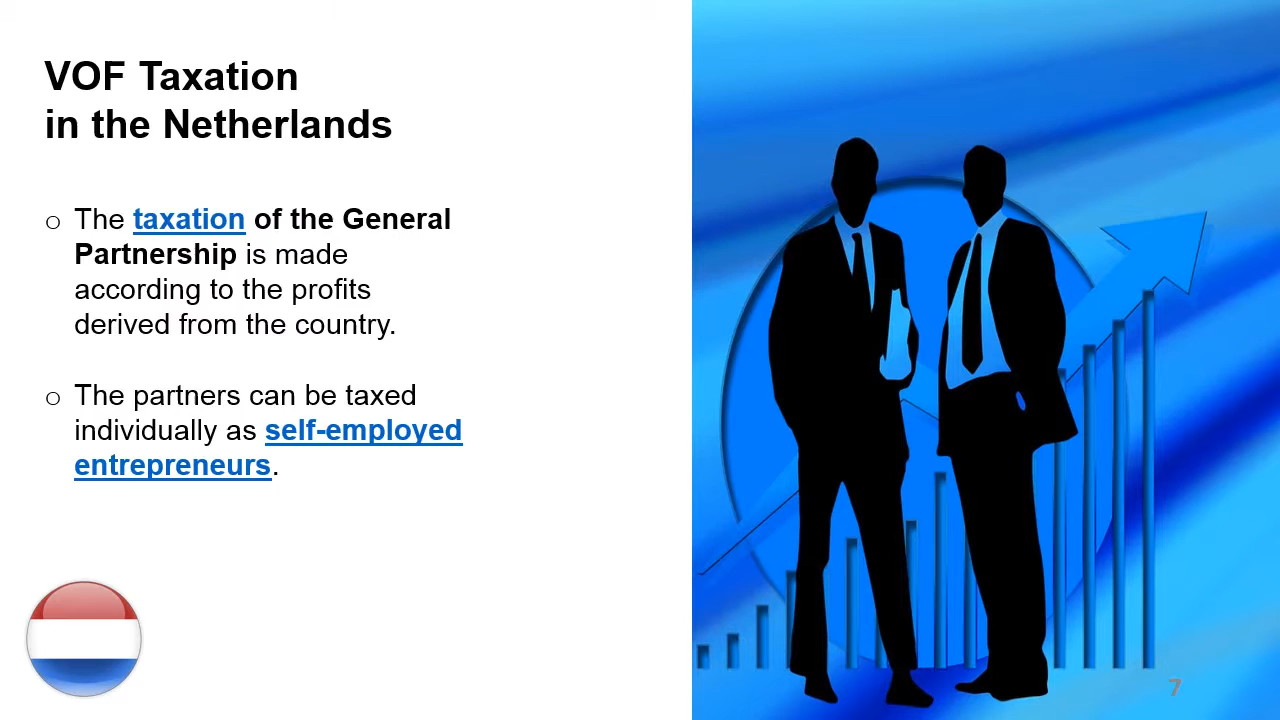 VOF Taxation
in the Netherlands
o The taxation of the General
Partnership is made
according to the profits
derived from the country.
o The partners can be taxed
individually as self-employed
entrepreneurs.
7